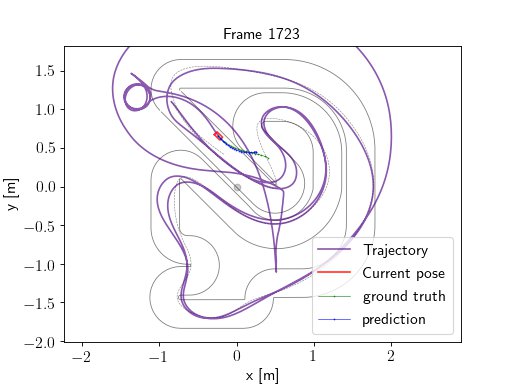 Frame 1723
y [m]
1.5
1.0
0.5
0.0
−0.5
−1.0
−1.5
−2.0
−2
−1
0
1
2
x [m]
Trajectory
Current pose
ground truth
prediction